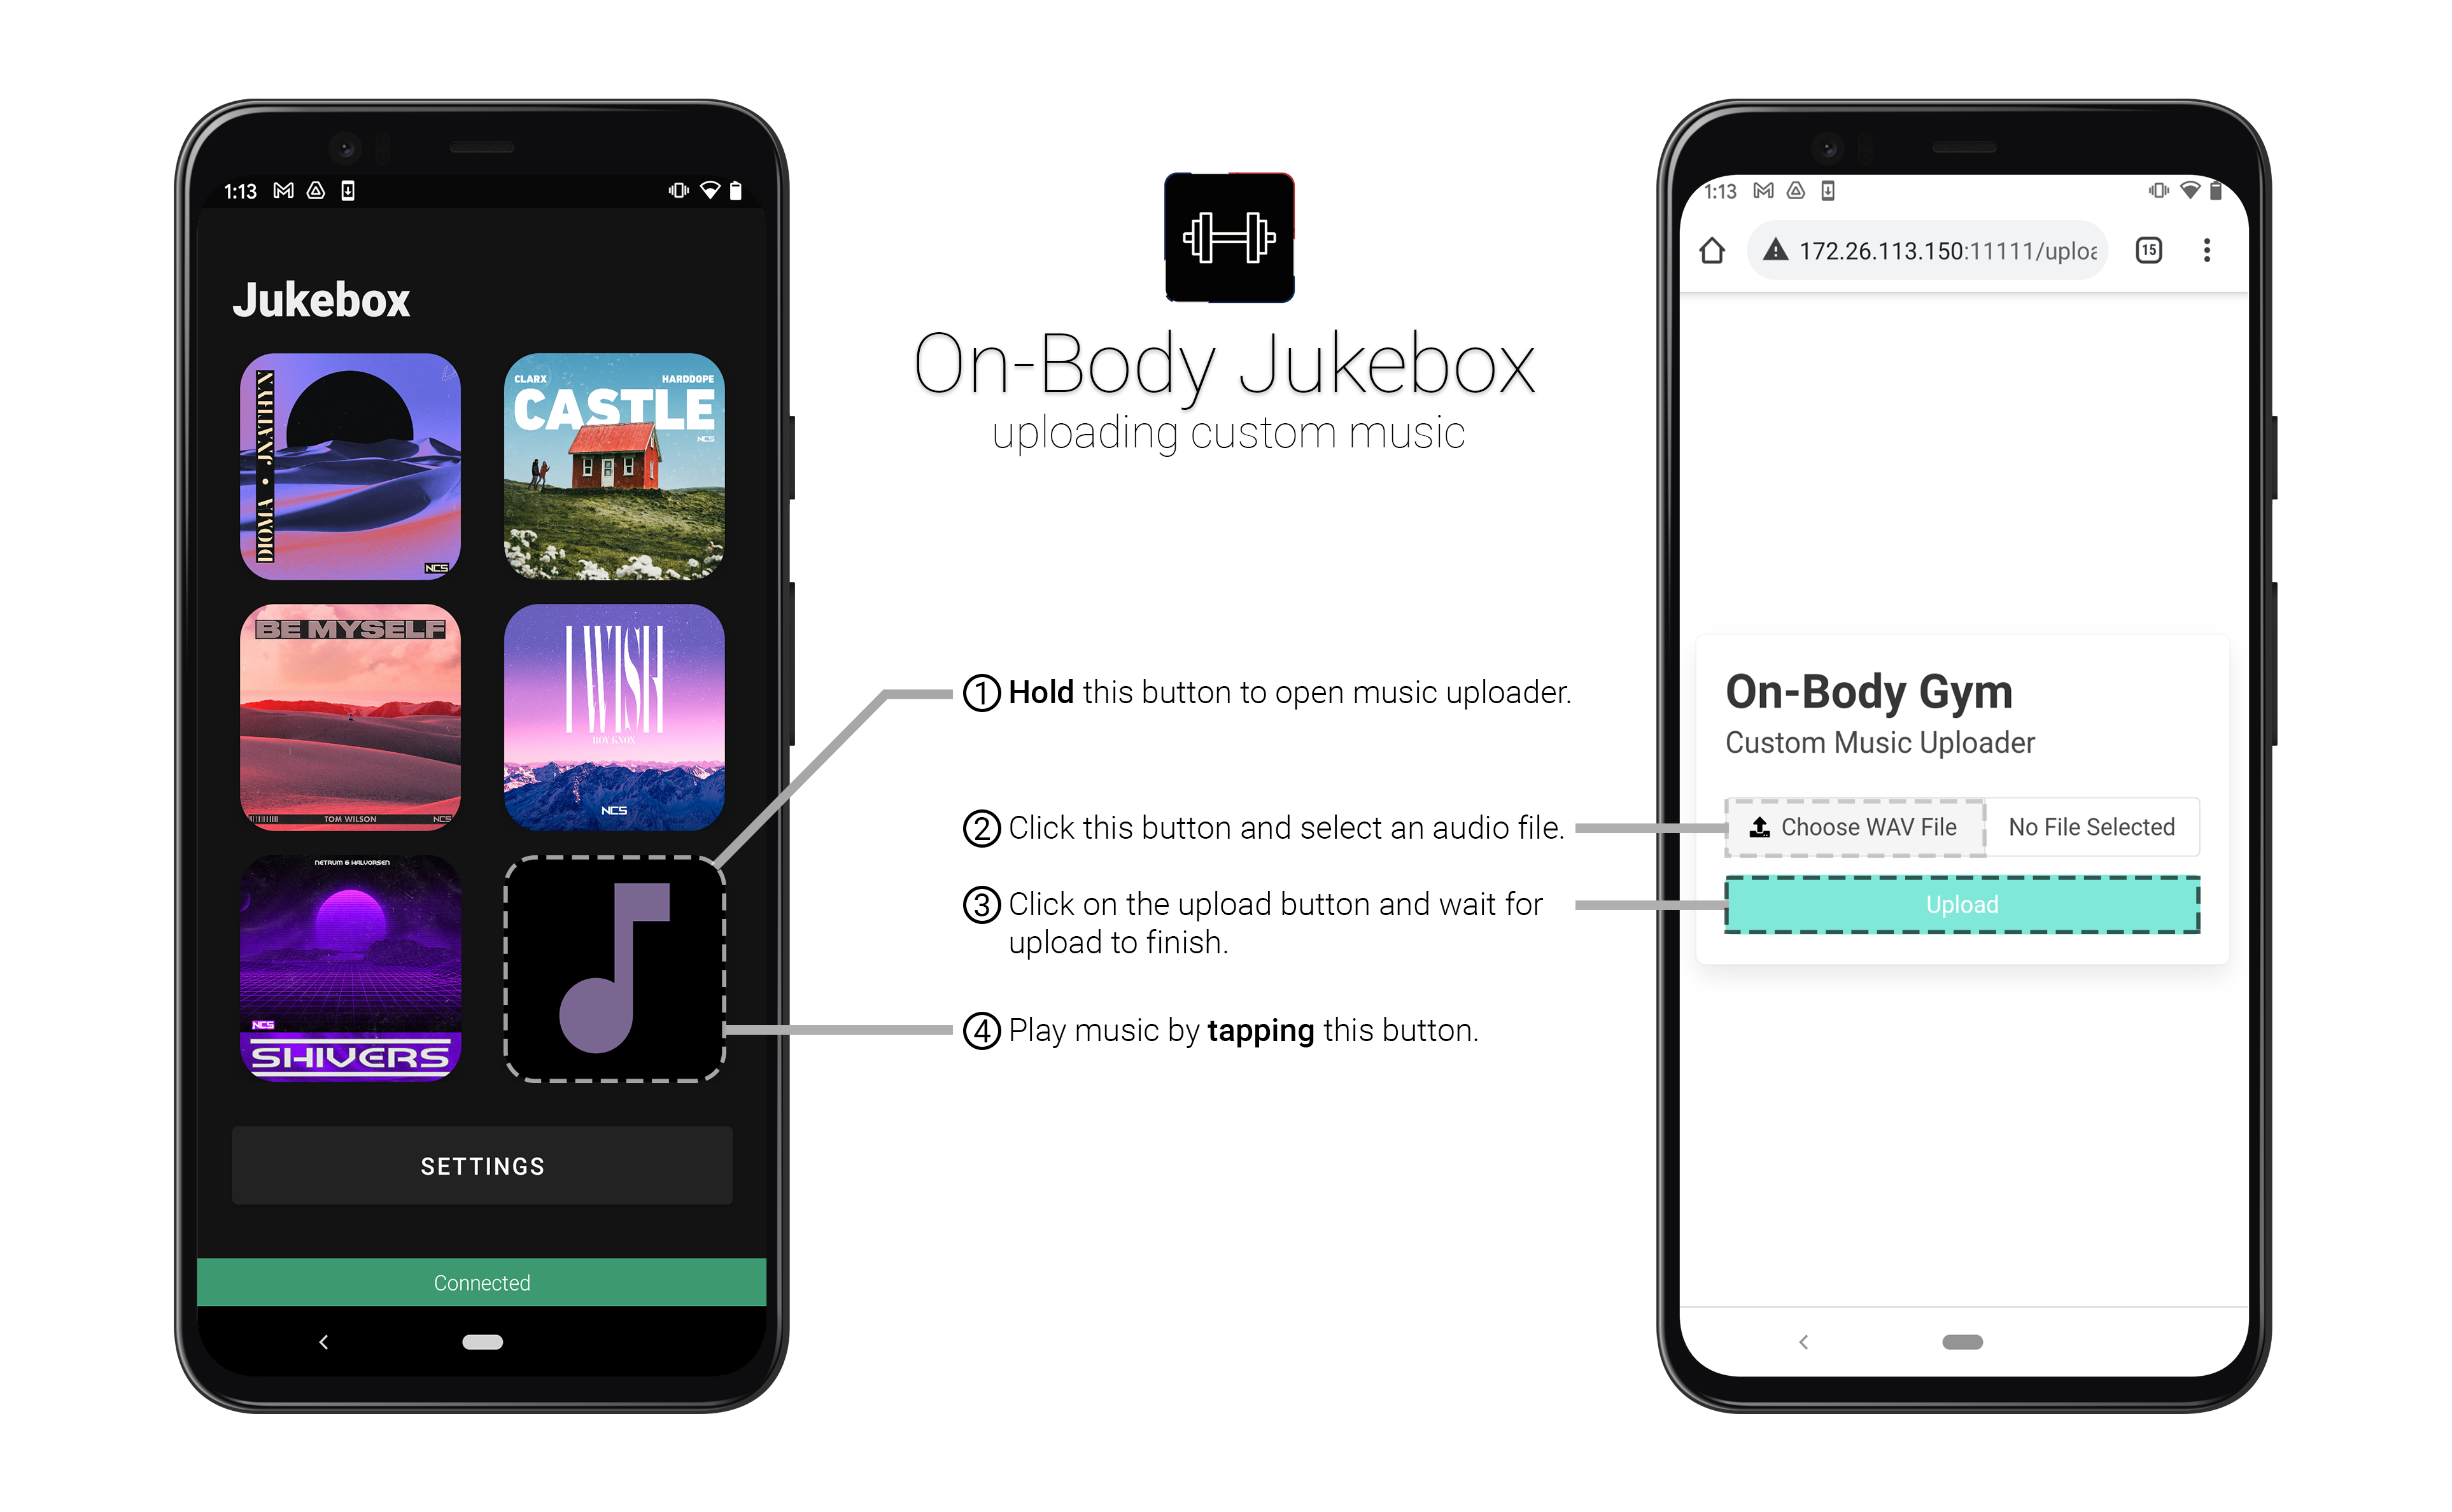 1:13
Jukebox
DIOMA • JNATHYN
NCS
CLARX HARDDOPE
CASTLE
NCS
BE MYSELF
TOM WILSON NCS
I WISH
ROY KNOX
NCS
NETRUM & HALVORSEN
NCS
SHIVERS
SETTINGS
Connected
On-Body Jukebox
uploading custom music
1 Hold this button to open music uploader.
2 Click this button and select an audio file.
3 Click on the upload button and wait for
upload to finish.
4 Play music by tapping this button.
1:13
172.26.113.150:11111/uploa
15
On-Body Gym
Custom Music Uploader
Choose WAV File No File Selected
Upload